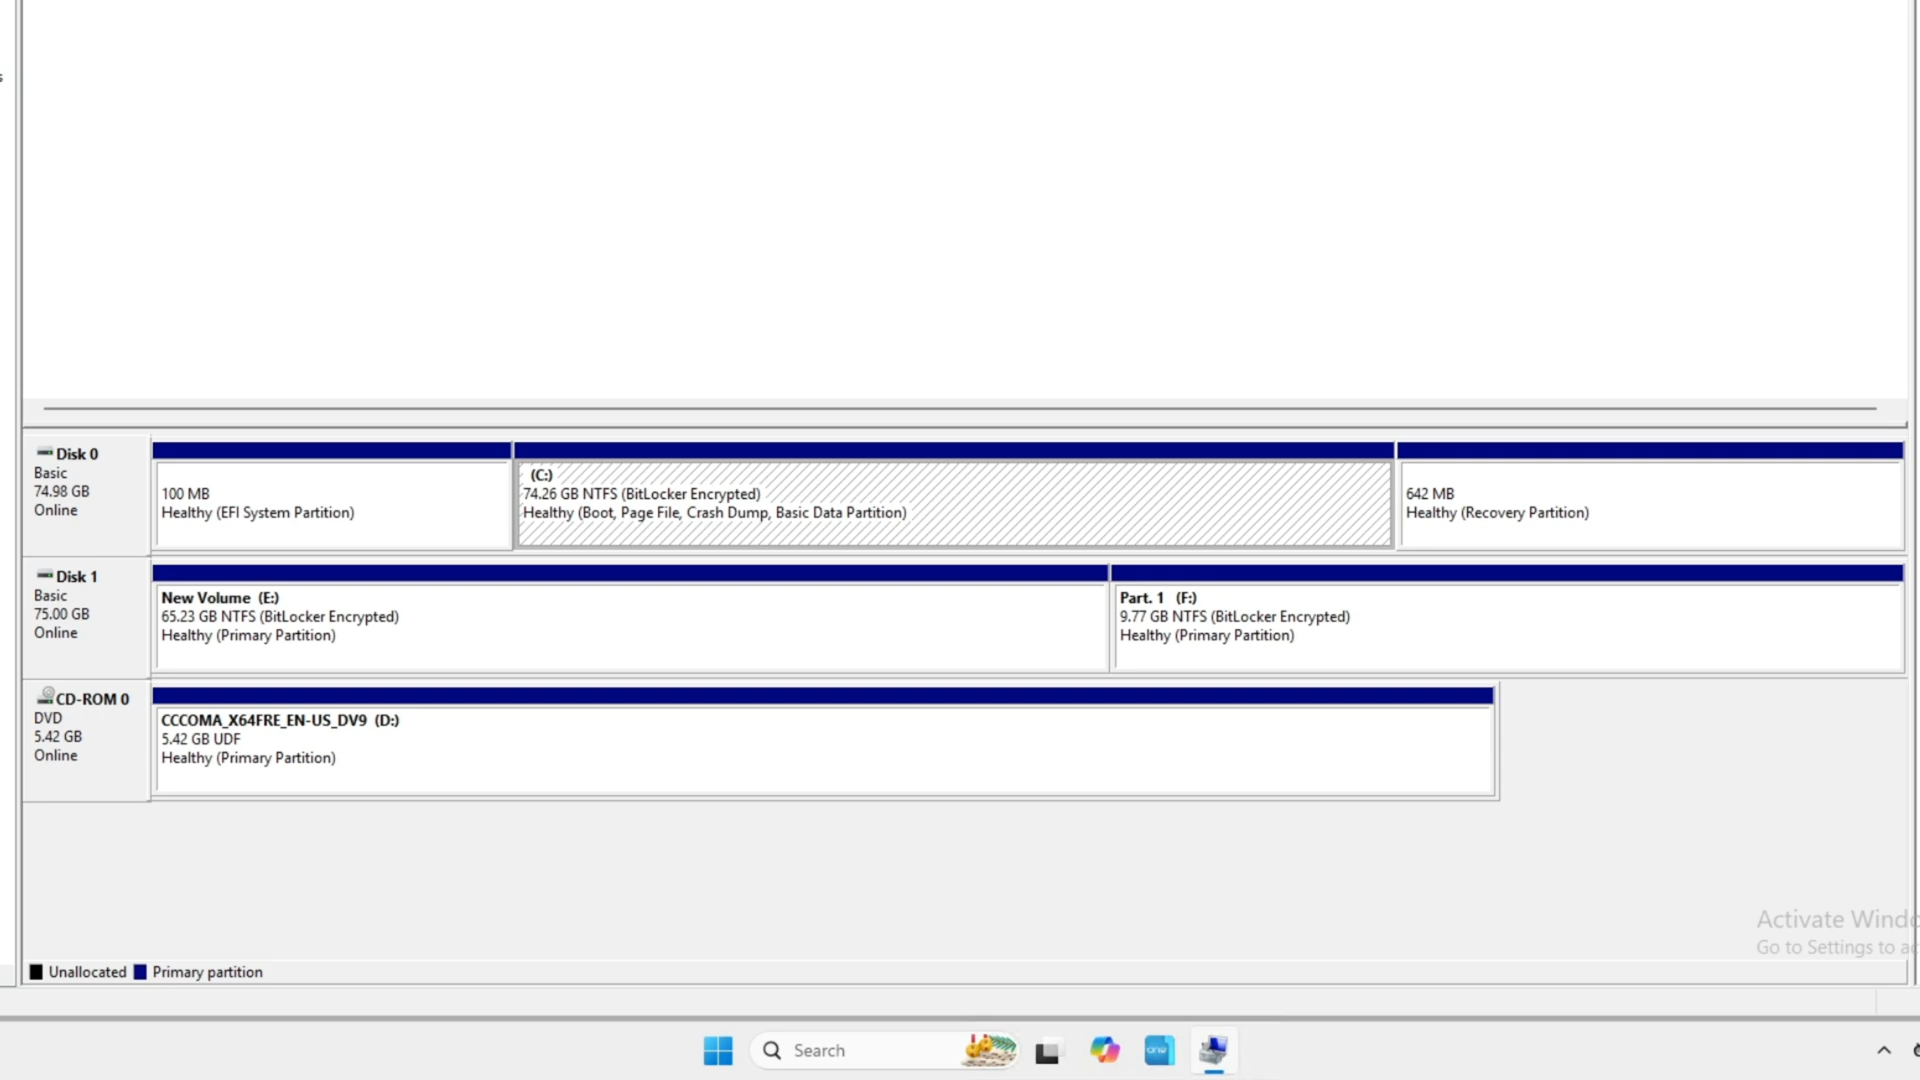 Disk 0
Basic
74.98 GB
Online
100 MB
Healthy (EFI System Partition)
(C:)
74.26 GB NTFS (BitLocker Encrypted)
Healthy (Boot, Page File, Crash Dump, Basic Data Partition)
642 MB
Healthy (Recovery Partition)
Disk 1
Basic
75.00 GB
Online
New Volume (E:)
65.23 GB NTFS (BitLocker Encrypted)
Healthy (Primary Partition)
Part. 1 (F:)
9.77 GB NTFS (BitLocker Encrypted)
Healthy (Primary Partition)
CD-ROM 0
DVD
5.42 GB
Online
CCCOMA_X64FRE_EN-US_DV9 (D:)
5.42 GB UDF
Healthy (Primary Partition)
Activate Windo
Go to Settings to ac
Unallocated Primary partition
Search
one